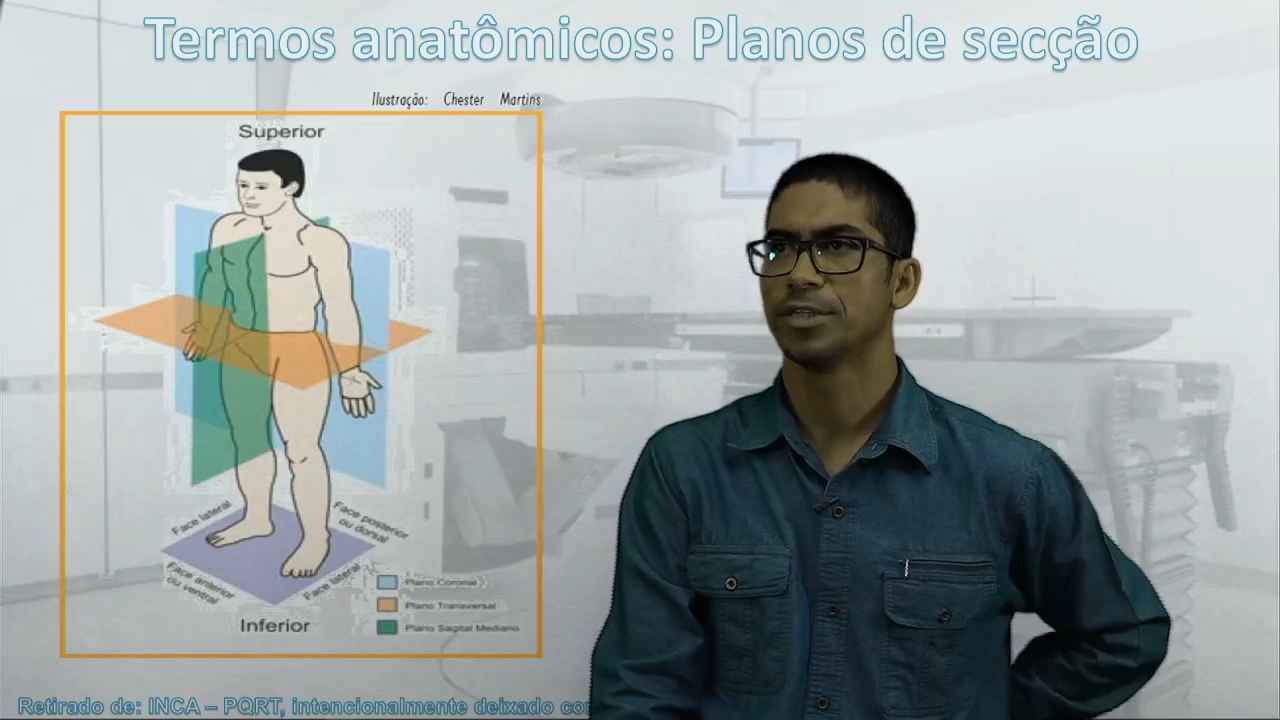 Termos anatômicos: Planos de secção
Ilustração: Chester Martins
Superior
Face lateral
Face posterior
ou dorsal
Face anterior
ou ventral
Face lateral
Plano Coronal
Plano Transversal
Plano Sagital Mediano
Inferior
Retirado de: INCA – PQRT, intencionalmente deixado